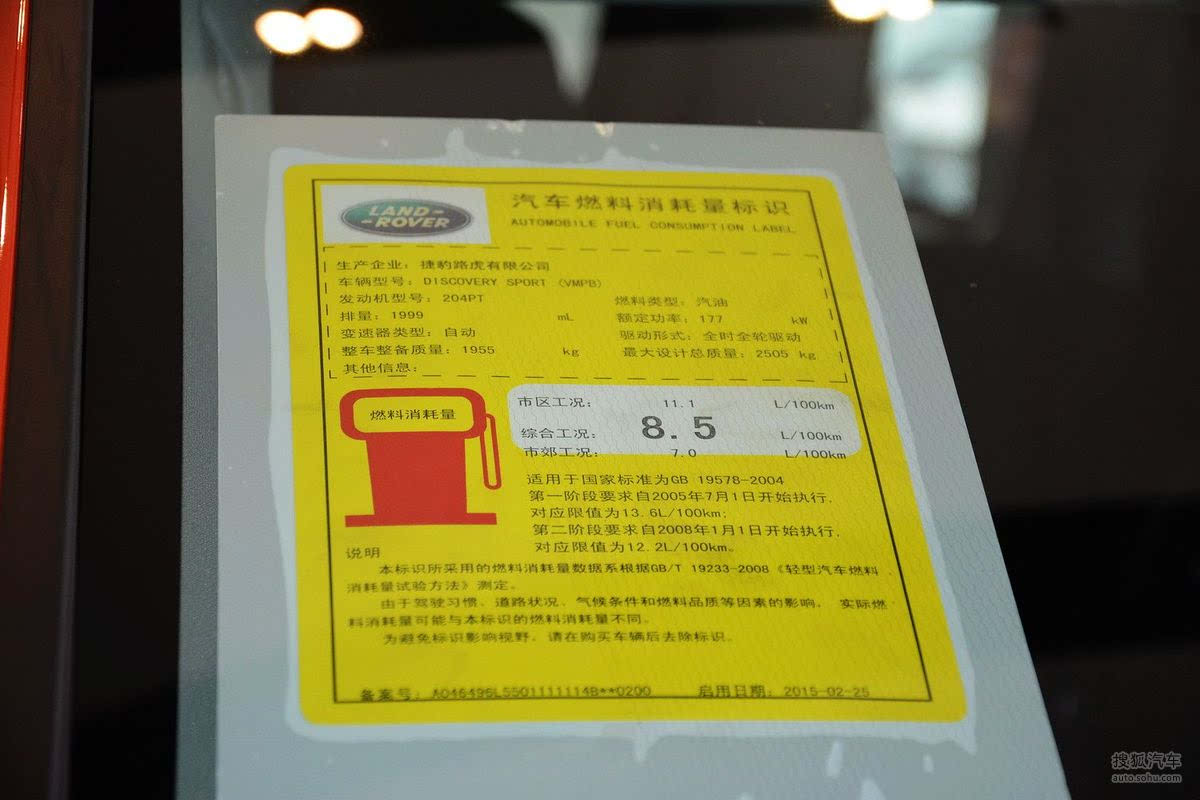 LAND-
-ROVER
汽车燃料消耗量标识
AUTOMOBILE FUEL CONSUMPTION LABEL
生产企业: 捷豹路虎有限公司
车辆型号: DISCOVERY SPORT (VMPB)
发动机型号: 204PT 燃料类型: 汽油
排量: 1999 mL 额定功率: 177 kW
变速器类型: 自动 驱动形式: 全时全轮驱动
整车整备质量: 1955 kg 最大设计总质量: 2505 kg
其他信息:
燃料消耗量
市区工况: 11.1 L/100km
综合工况: 8.5 L/100km
市郊工况: 7.0 L/100km
适用于国家标准为GB 19578-2004
第一阶段要求自2005年7月1日开始执行,
对应限值为13.6L/100km;
第二阶段要求自2008年1月1日开始执行,
对应限值为12.2L/100km。
说明
本标识所采用的燃料消耗量数据系根据GB/T 19233-2008《轻型汽车燃料
消耗量试验方法》测定。
由于驾驶习惯、道路状况、气候条件和燃料品质等因素的影响, 实际燃
料消耗量可能与本标识的燃料消耗量不同。
为避免标识影响视野, 请在购买车辆后去除标识。
备案号: 启用日期: 2015-02-25
搜狐汽车
auto.sohu.com